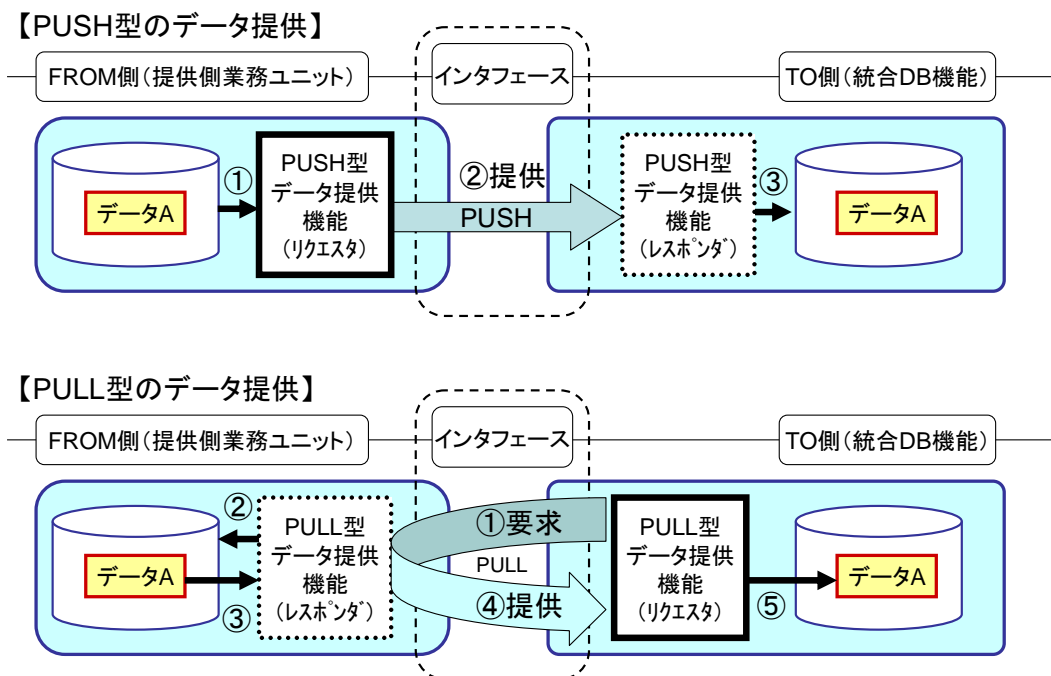 【PUSH型のデータ提供】
FROM側(提供側業務ユニット)
インタフェース
TO側(統合DB機能)
データA
①
PUSH型
データ提供
機能
(ﾘｸｴｽﾀ)
②提供
PUSH
PUSH型
データ提供
機能
(ﾚｽﾎﾟﾝﾀﾞ)
③
データA
【PULL型のデータ提供】
FROM側(提供側業務ユニット)
インタフェース
TO側(統合DB機能)
データA
②
③
PULL型
データ提供
機能
(ﾚｽﾎﾟﾝﾀﾞ)
①要求
PULL
④提供
PULL型
データ提供
機能
(ﾘｸｴｽﾀ)
⑤
データA